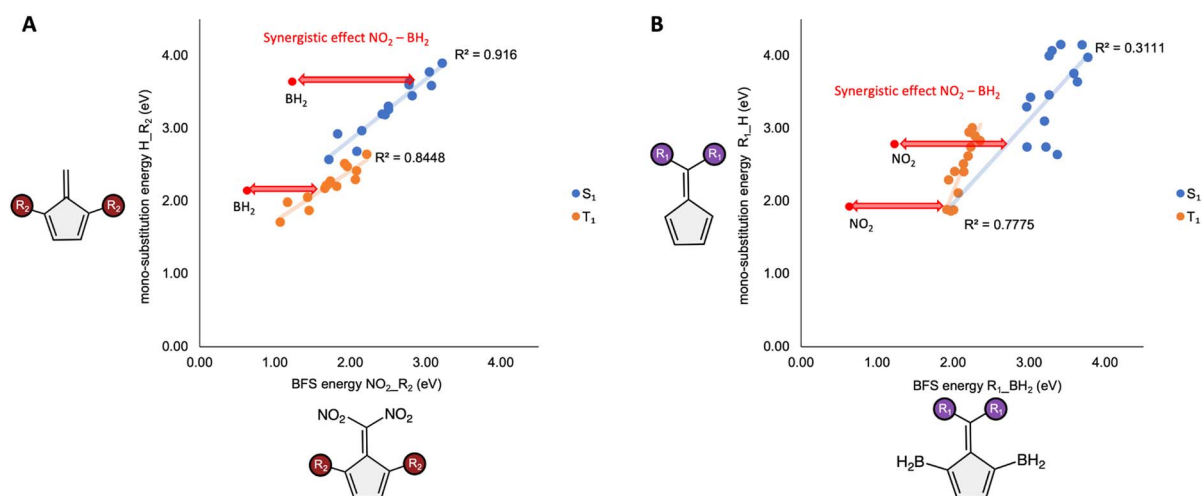 A
mono-substitution energy H_R₂ (eV)
4.00
3.00
2.00
1.00
0.00
0.00 1.00 2.00 3.00 4.00
BFS energy NO₂_R₂ (eV)
Synergistic effect NO₂ – BH₂
R² = 0.916
BH₂
R² = 0.8448
BH₂
S₁
T₁
R₂ R₂
NO₂ NO₂
R₂ R₂
B
mono-substitution energy R₁_H (eV)
4.00
3.00
2.00
1.00
0.00
0.00 1.00 2.00 3.00 4.00
BFS energy R₁_BH₂ (eV)
R² = 0.3111
Synergistic effect NO₂ – BH₂
NO₂
NO₂
R² = 0.7775
S₁
T₁
R₁ R₁
R₁ R₁
H₂B BH₂